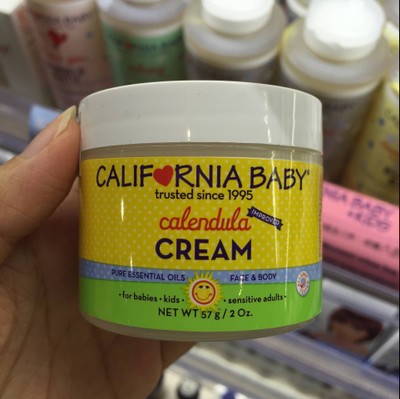 CALIFORNIA BABY®
trusted since 1995
calendula
IMPROVED
CREAM
PURE ESSENTIAL OILS FACE & BODY
• for babies • kids • • sensitive adults •
NET WT 57 g / 2 Oz.